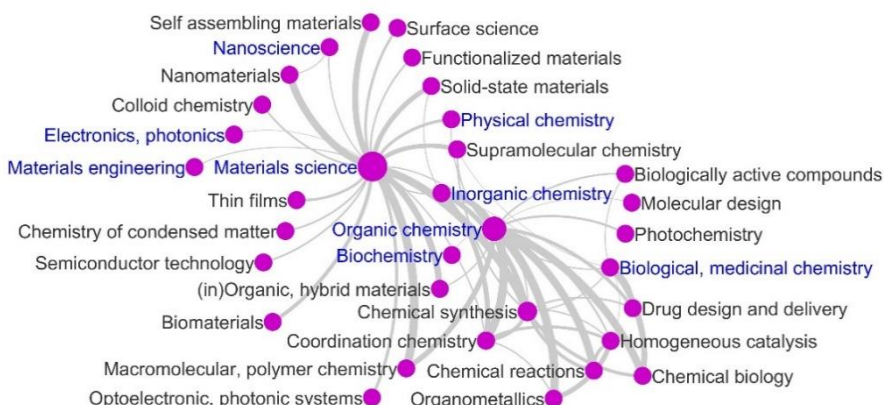 Self assembling materials
Surface science
Nanoscience
Functionalized materials
Nanomaterials
Solid-state materials
Colloid chemistry
Physical chemistry
Electronics, photonics
Supramolecular chemistry
Materials engineering
Materials science
Biologically active compounds
Inorganic chemistry
Thin films
Molecular design
Chemistry of condensed matter
Organic chemistry
Photochemistry
Biochemistry
Semiconductor technology
Biological, medicinal chemistry
(in)Organic, hybrid materials
Chemical synthesis
Drug design and delivery
Biomaterials
Coordination chemistry
Homogeneous catalysis
Macromolecular, polymer chemistry
Chemical reactions
Chemical biology
Optoelectronic, photonic systems
Organometallics